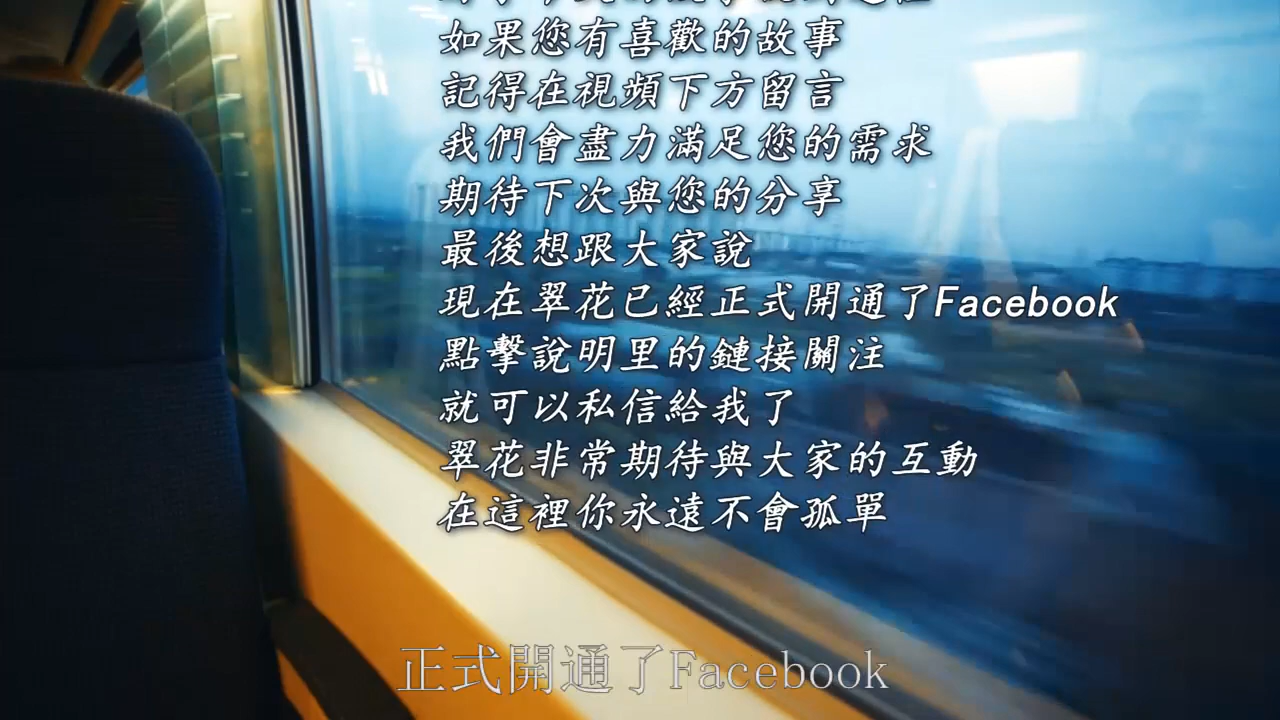 如果您有喜歡的故事
記得在視頻下方留言
我們會盡力滿足您的需求
期待下次與您的分享
最後想跟大家說
現在翠花已經正式開通了Facebook
點擊說明里的鏈接關注
就可以私信給我了
翠花非常期待與大家的互動
在這裡你永遠不會孤單
正式開通了Facebook